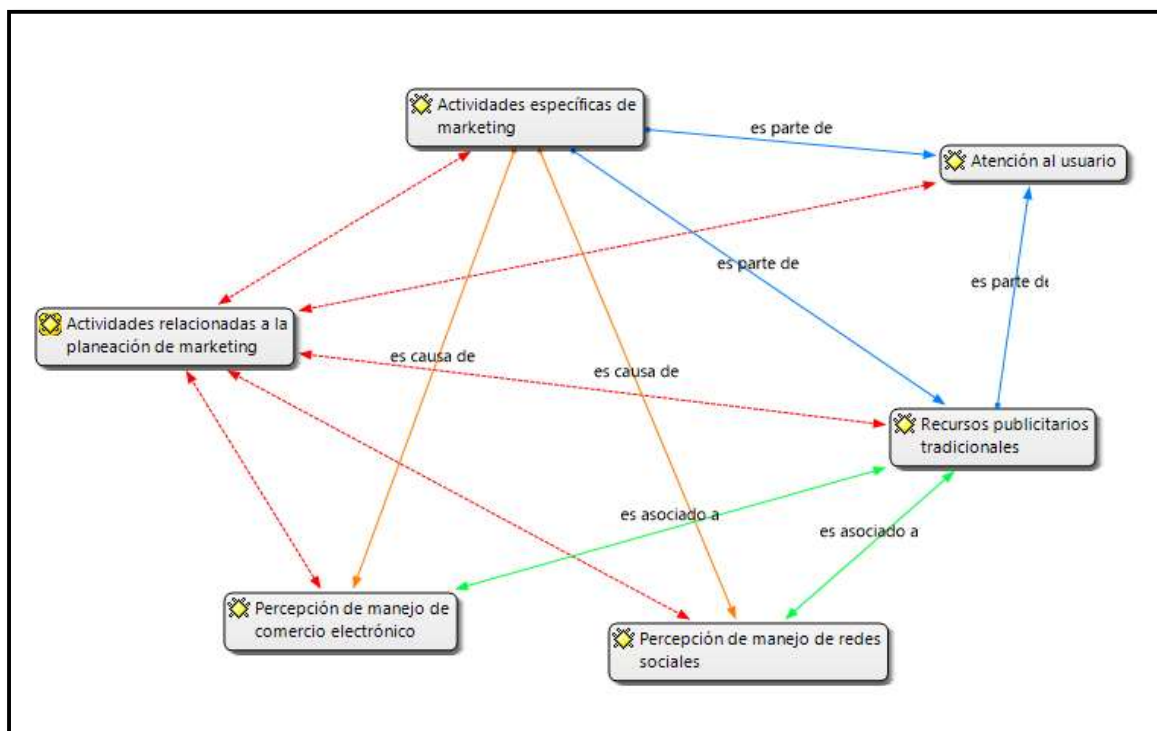 Actividades específicas de
marketing
es parte de
Atención al usuario
es parte de
es parte de
Actividades relacionadas a la
planeación de marketing
es causa de
es causa de
Recursos publicitarios
tradicionales
es asociado a
es asociado a
Percepción de manejo de
comercio electrónico
Percepción de manejo de redes
sociales